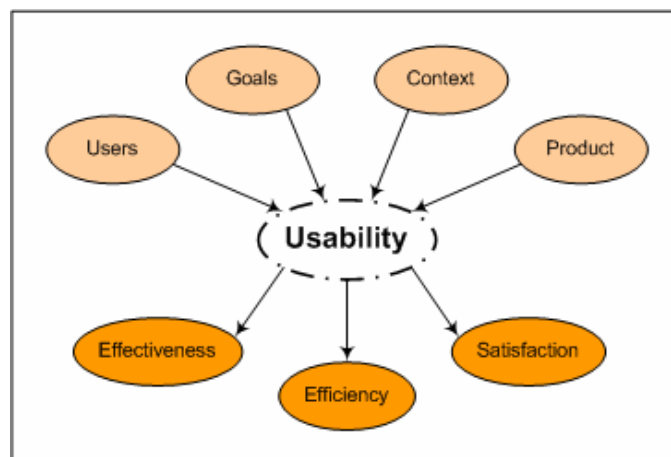 Goals
Context
Users
Product
Usability
Effectiveness
Satisfaction
Efficiency